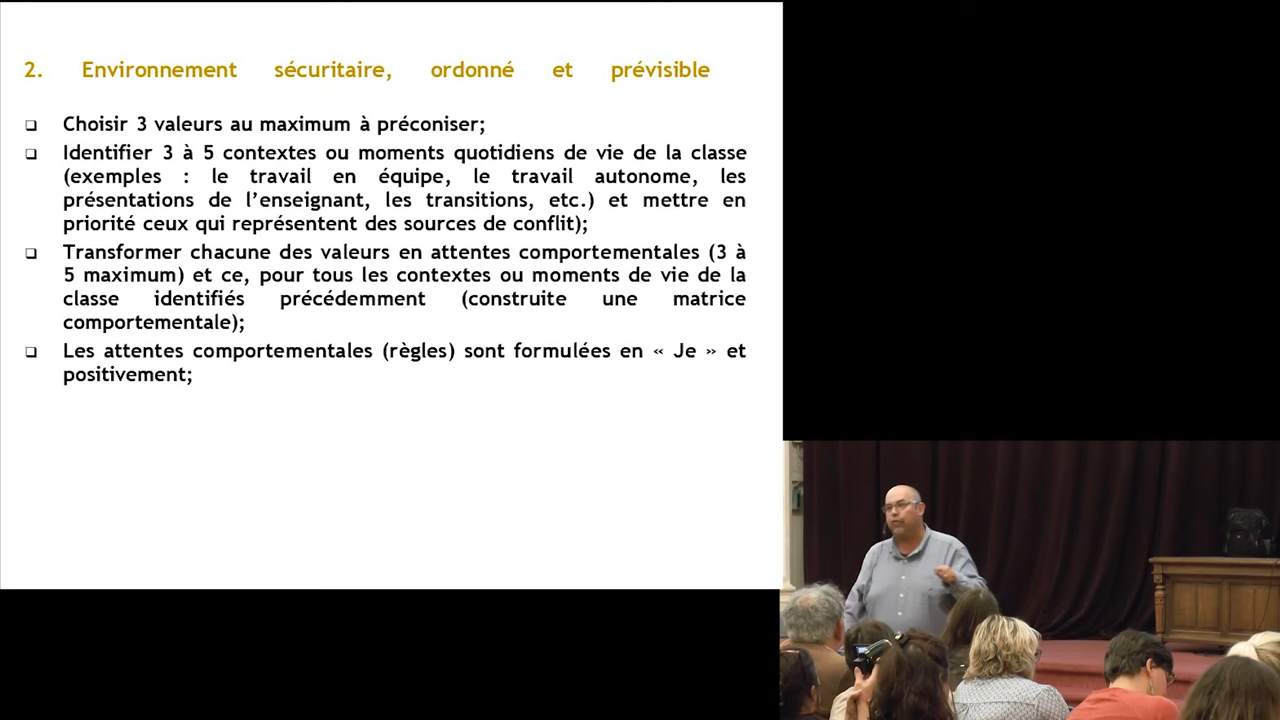 2. Environnement sécuritaire, ordonné et prévisible
Choisir 3 valeurs au maximum à préconiser;
Identifier 3 à 5 contextes ou moments quotidiens de vie de la classe
(exemples : le travail en équipe, le travail autonome, les
présentations de l’enseignant, les transitions, etc.) et mettre en
priorité ceux qui représentent des sources de conflit);
Transformer chacune des valeurs en attentes comportementales (3 à
5 maximum) et ce, pour tous les contextes ou moments de vie de la
classe identifiés précédemment (construite une matrice
comportementale);
Les attentes comportementales (règles) sont formulées en « Je » et
positivement;